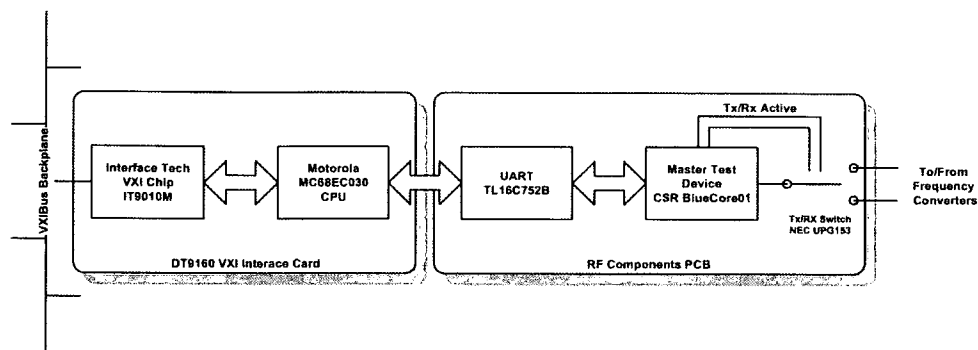 VXIBus Backplane
Interface Tech
VXI Chip
IT9010M
Motorola
MC68EC030
CPU
DT9160 VXI Interace Card
UART
TL16C752B
Tx/Rx Active
Master Test
Device
CSR BlueCore01
Tx/RX Switch
NEC UPG153
RF Components PCB
To/From
Frequency
Converters